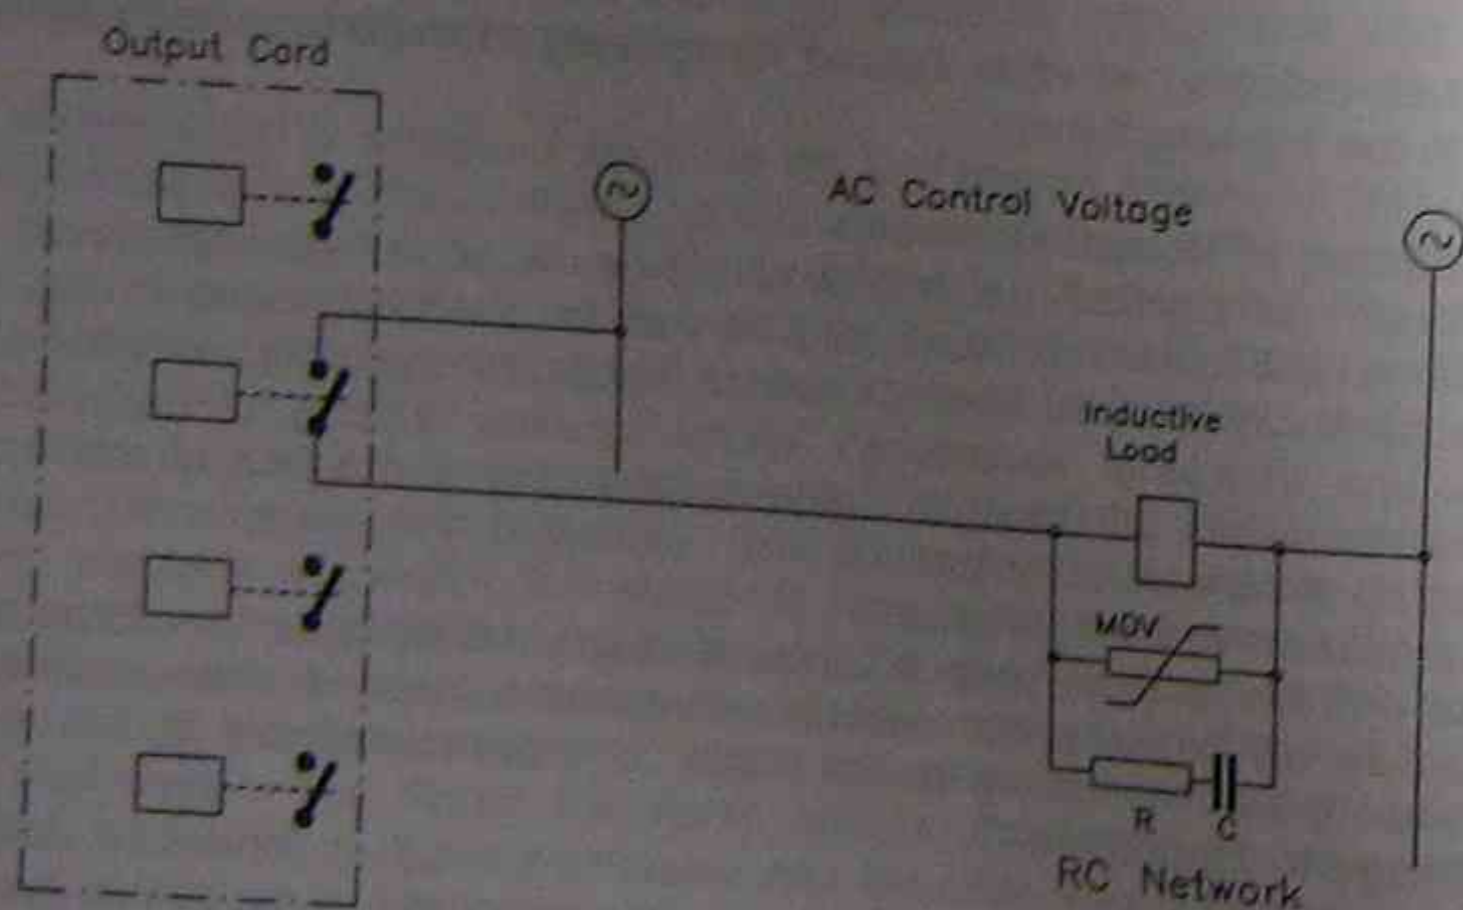 Output Card
AC Control Voltage
Inductive
Load
MOV
R
C
RC Network